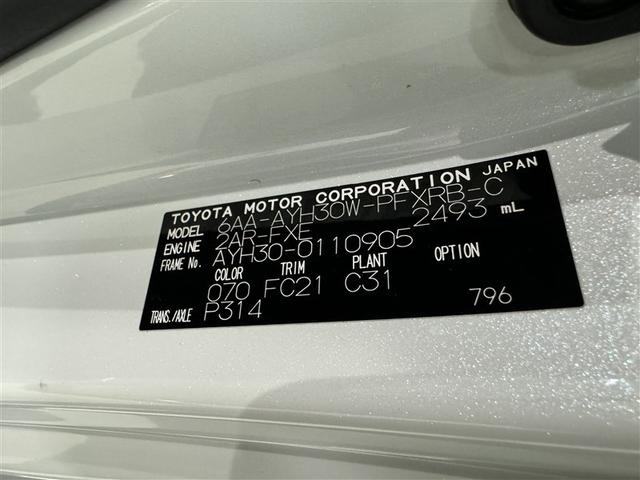 TOYOTA MOTOR CORPORATION JAPAN
MODEL 6AA-AYH30W-PFXRB-C
ENGINE 2AR-FXE 2493 mL
FRAME No. AYH30-0110905
COLOR TRIM PLANT OPTION
070 FC21 C31
TRANS./AXLE P314 796